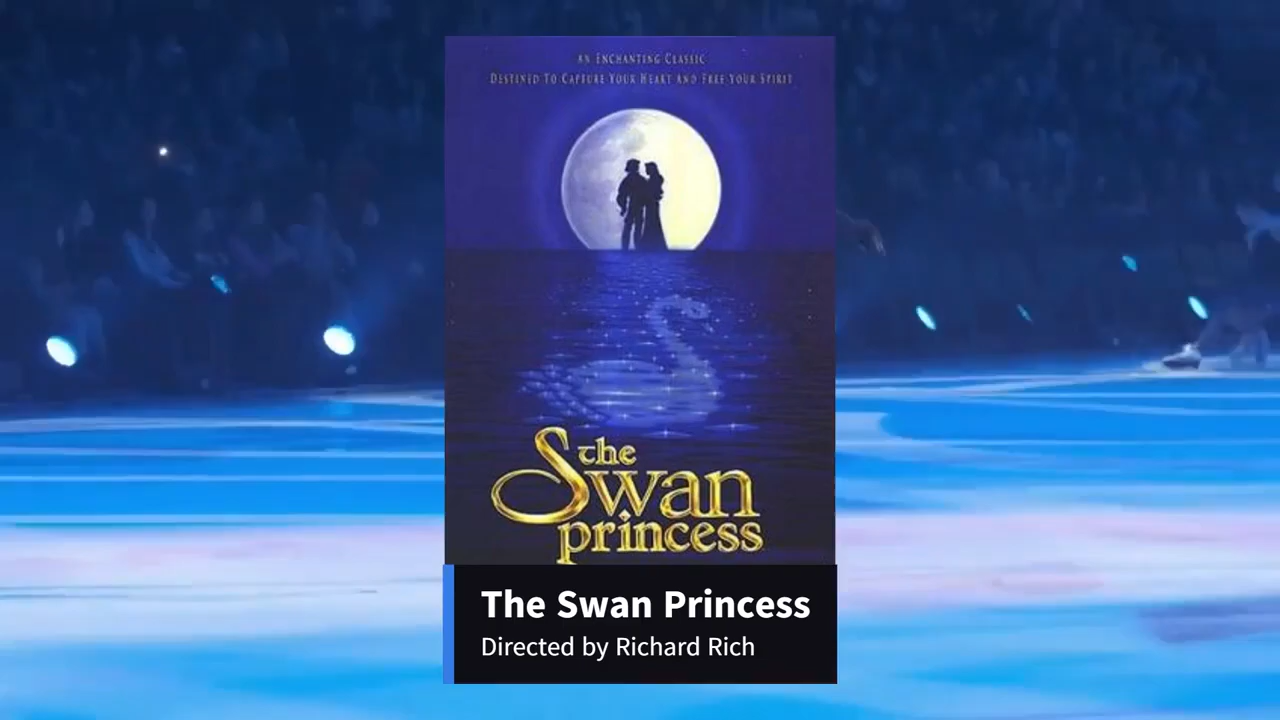 An Enchanting Classic
Destined To Capture Your Heart And Free Your Spirit
the
Swan
princess
The Swan Princess
Directed by Richard Rich